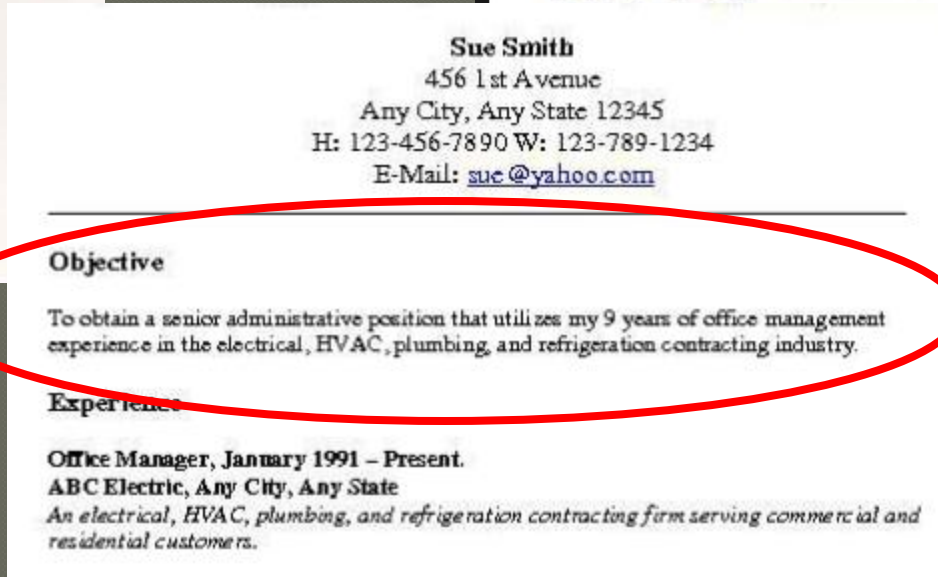 Sue Smith
456 1st Avenue
Any City, Any State 12345
H: 123-456-7890 W: 123-789-1234
E-Mail: sue@yahoo.com
Objective
To obtain a senior administrative position that utilizes my 9 years of office management
experience in the electrical, HVAC, plumbing, and refrigeration contracting industry.
Experience
Office Manager, January 1991 – Present.
ABC Electric, Any City, Any State
An electrical, HVAC, plumbing, and refrigeration contracting firm serving commercial and
residential customers.